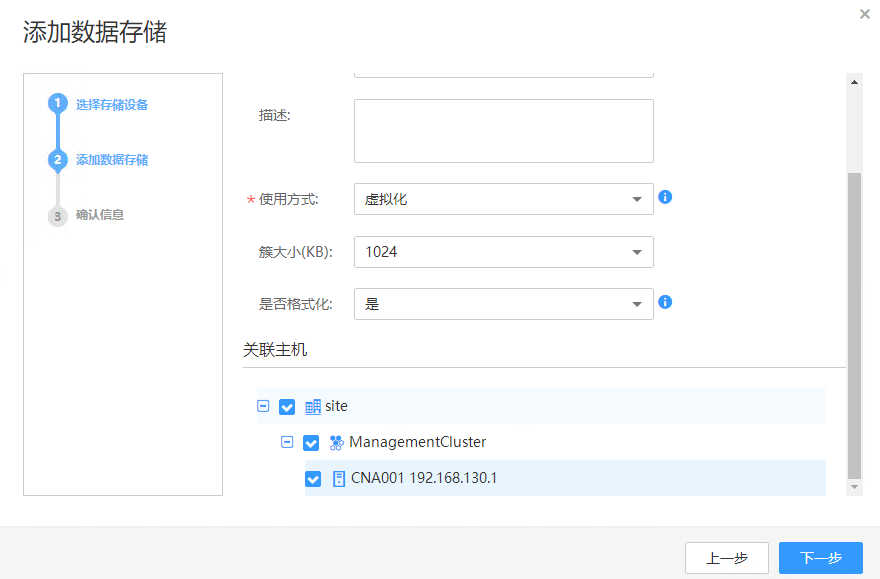 添加数据存储
1 选择存储设备
2 添加数据存储
3 确认信息
描述:
* 使用方式: 虚拟化
簇大小(KB): 1024
是否格式化: 是
关联主机
site
ManagementCluster
CNA001 192.168.130.1
上一步 下一步